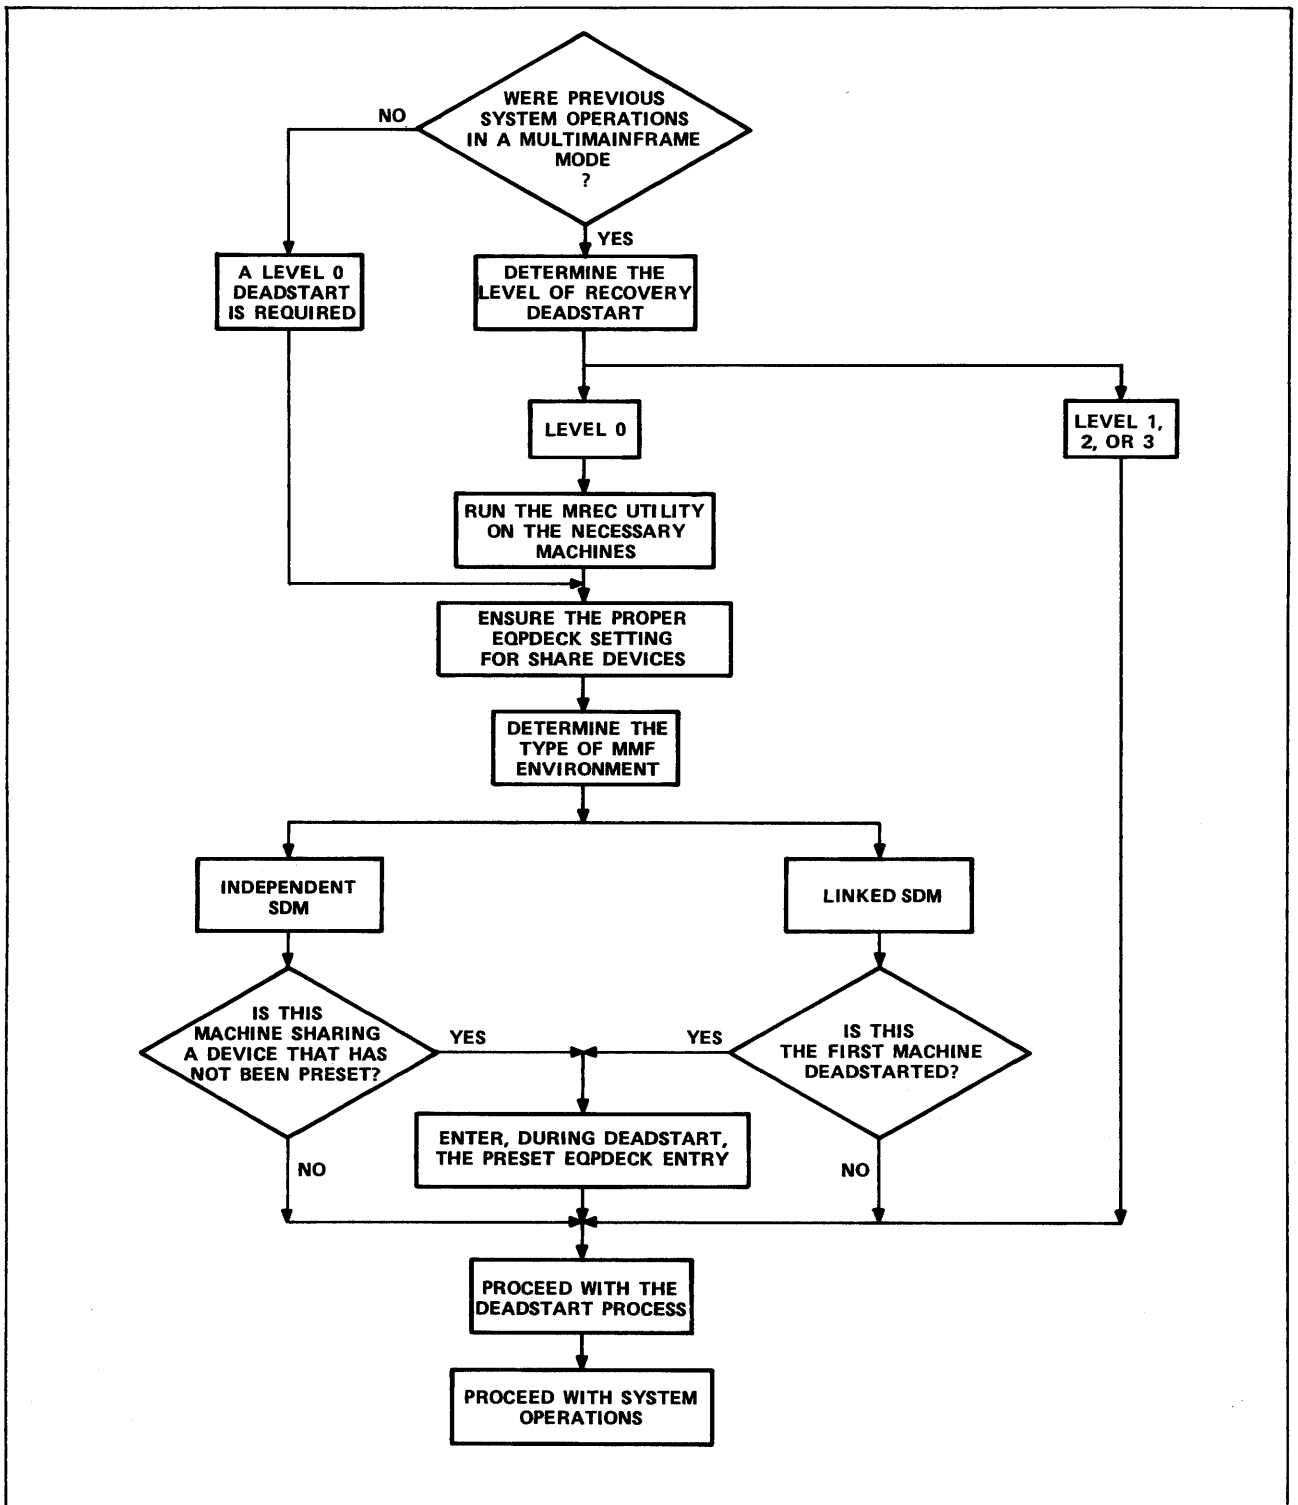 WERE PREVIOUS
SYSTEM OPERATIONS
IN A MULTIMAINFRAME
MODE
?
NO
YES
A LEVEL 0
DEADSTART
IS REQUIRED
DETERMINE THE
LEVEL OF RECOVERY
DEADSTART
LEVEL 0
LEVEL 1,
2, OR 3
RUN THE MREC UTILITY
ON THE NECESSARY
MACHINES
ENSURE THE PROPER
EQPDECK SETTING
FOR SHARE DEVICES
DETERMINE THE
TYPE OF MMF
ENVIRONMENT
INDEPENDENT
SDM
LINKED SDM
IS THIS
MACHINE SHARING
A DEVICE THAT HAS
NOT BEEN PRESET?
YES
YES
IS THIS
THE FIRST MACHINE
DEADSTARTED?
ENTER, DURING DEADSTART,
THE PRESET EQPDECK ENTRY
NO
NO
PROCEED WITH THE
DEADSTART PROCESS
PROCEED WITH SYSTEM
OPERATIONS